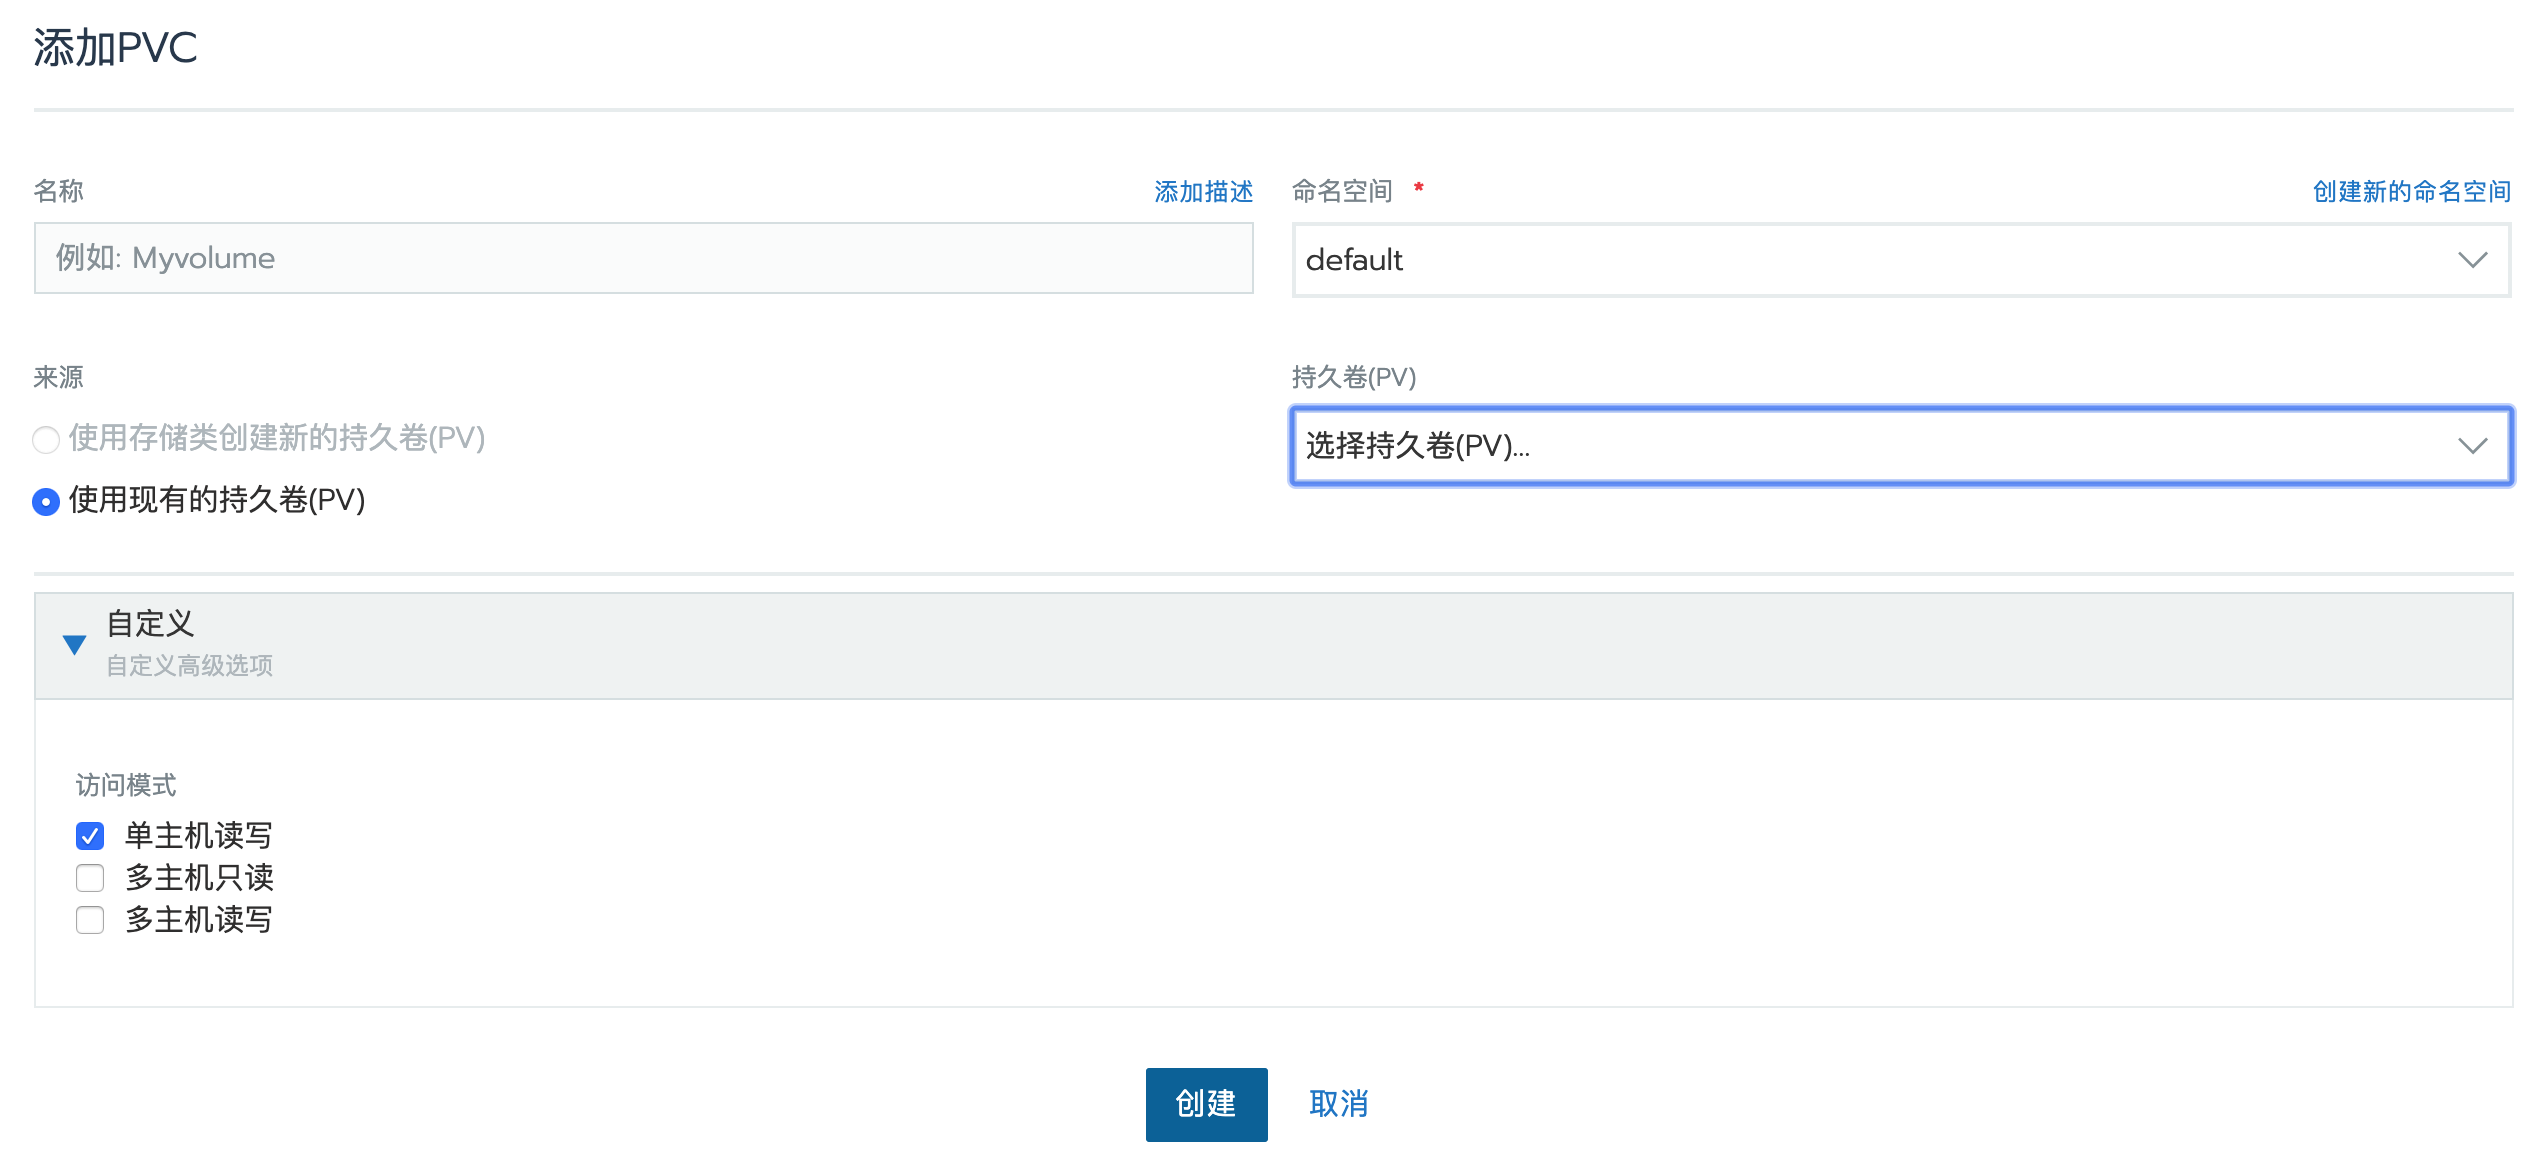 添加PVC
名称
添加描述
命名空间 *
创建新的命名空间
例如: Myvolume
default
来源
持久卷(PV)
使用存储类创建新的持久卷(PV)
选择持久卷(PV)...
使用现有的持久卷(PV)
自定义
自定义高级选项
访问模式
单主机读写
多主机只读
多主机读写
创建
取消